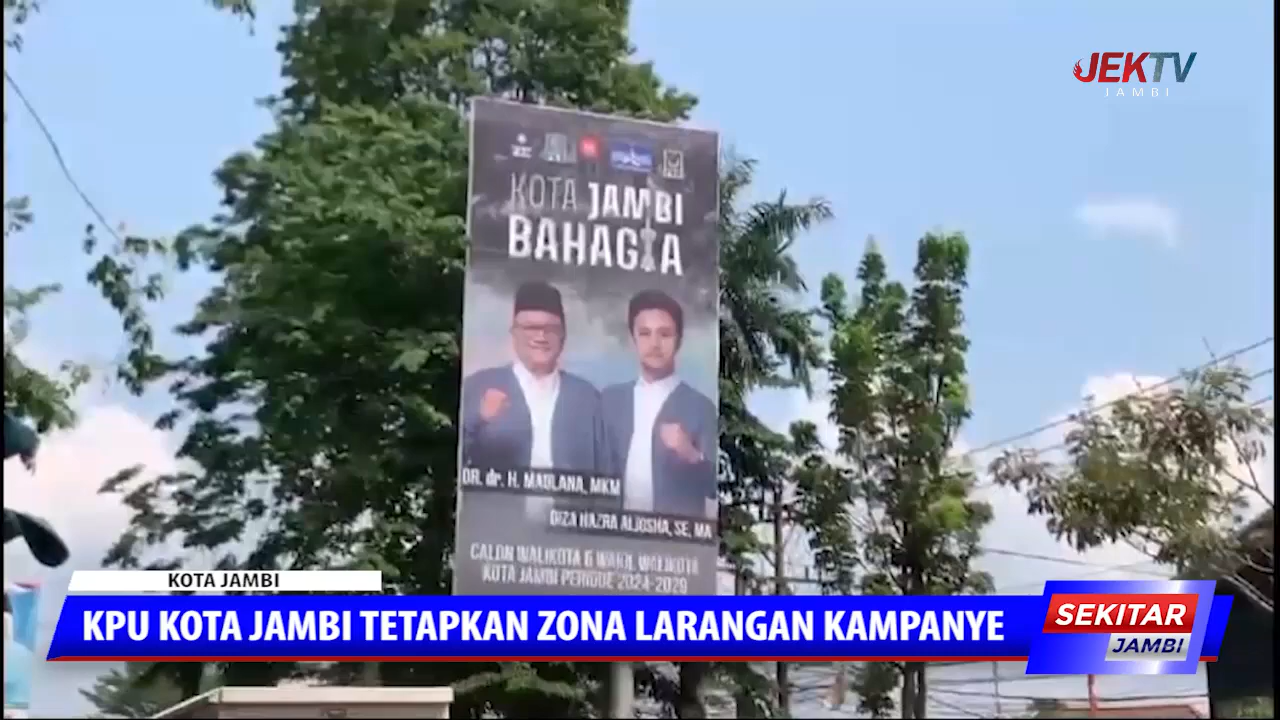 JEKTV
JAMBI
KOTA JAMBI
BAHAGIA
DR. dr. H. MAULANA, MKM
DIZA HAZRA ALJOSHA, SE, MA
CALON WALIKOTA & WAKIL WALIKOTA
KOTA JAMBI PERIODE 2024-2029
KOTA JAMBI
KPU KOTA JAMBI TETAPKAN ZONA LARANGAN KAMPANYE
SEKITAR
JAMBI